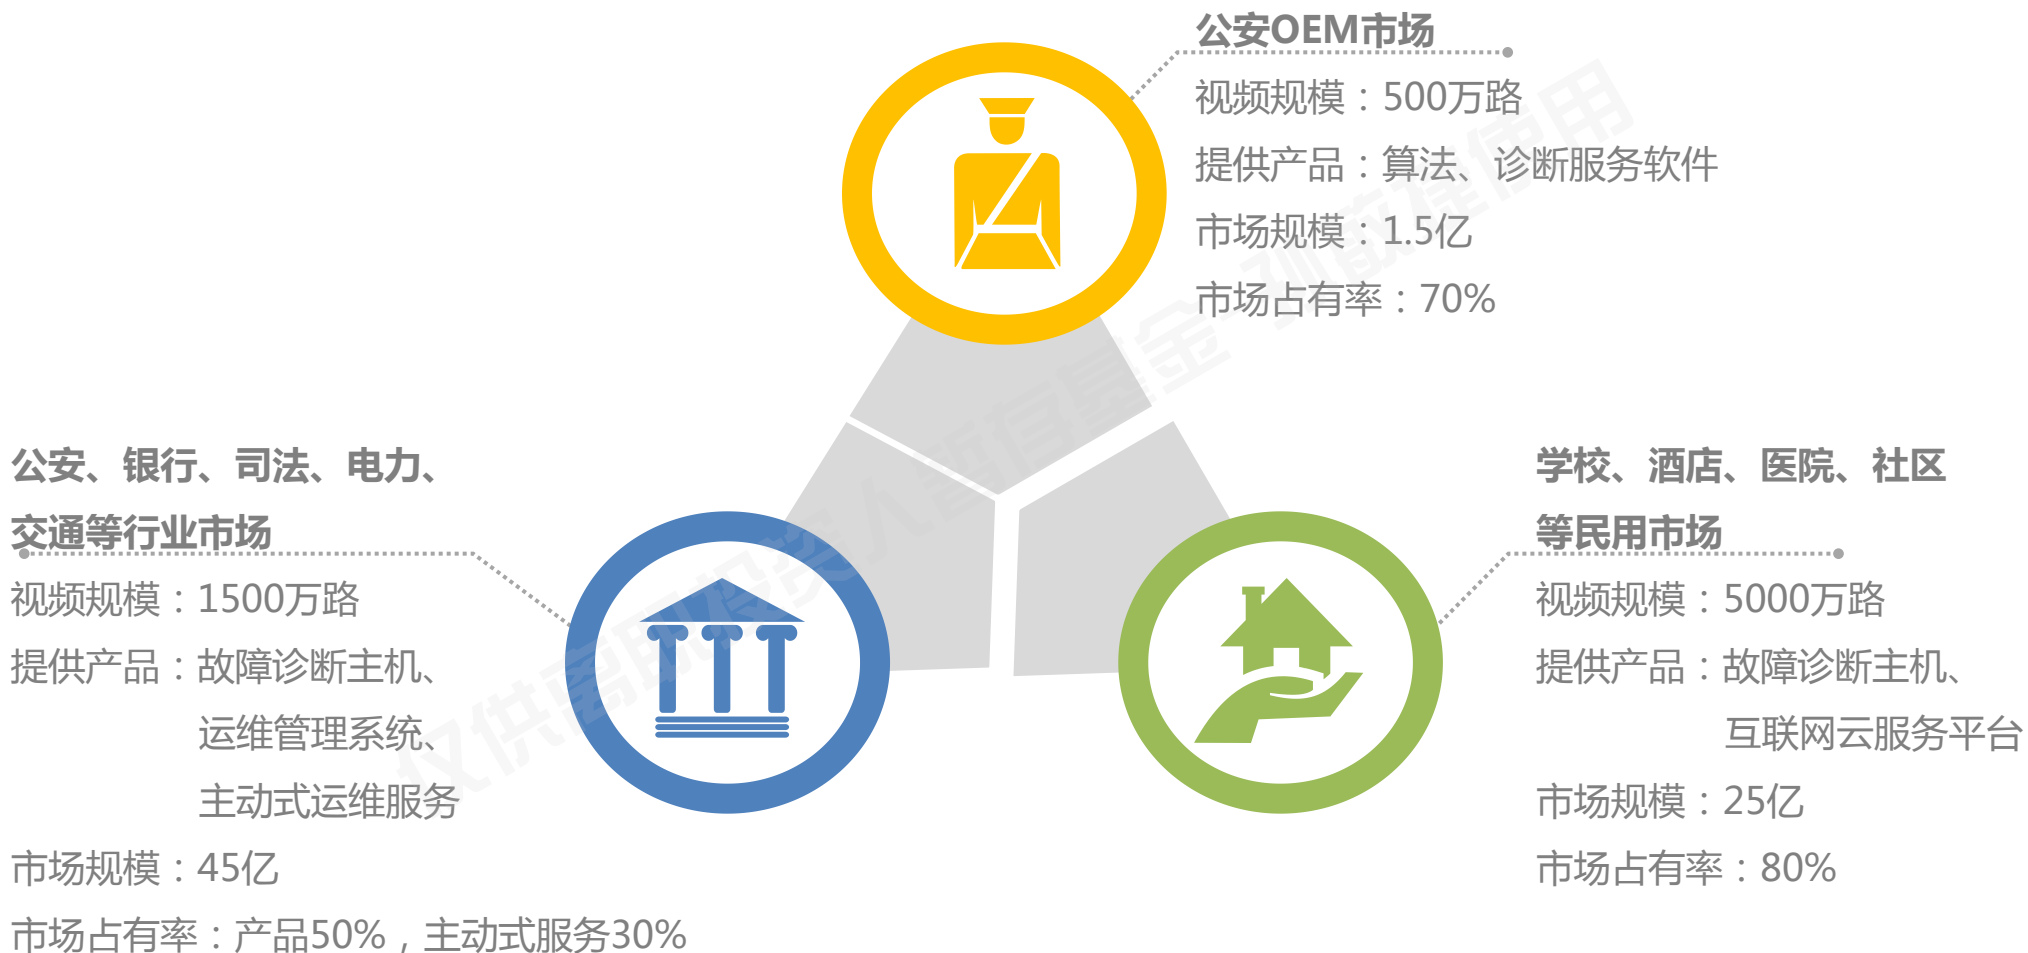 公安OEM市场
视频规模：500万路
提供产品：算法、诊断服务软件
市场规模：1.5亿
市场占有率：70%
公安、银行、司法、电力、
交通等行业市场
视频规模：1500万路
提供产品：故障诊断主机、
运维管理系统、
主动式运维服务
市场规模：45亿
市场占有率：产品50%，主动式服务30%
学校、酒店、医院、社区
等民用市场
视频规模：5000万路
提供产品：故障诊断主机、
互联网云服务平台
市场规模：25亿
市场占有率：80%